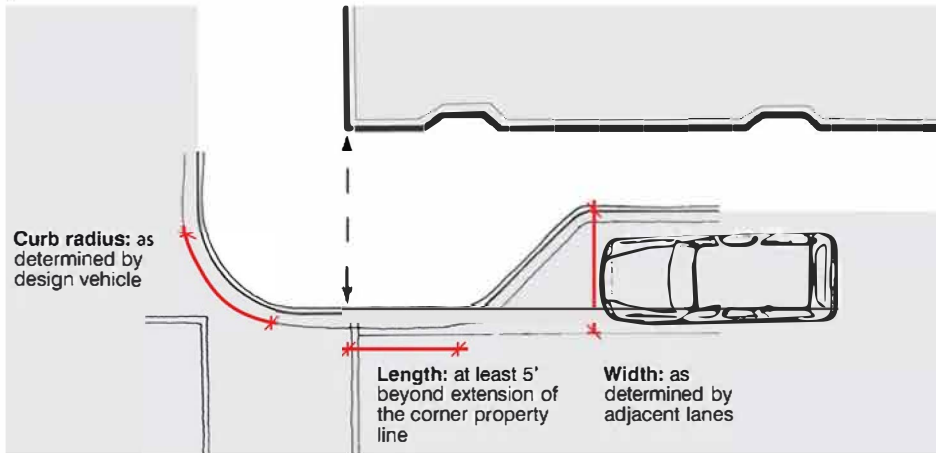 Curb radius: as
determined by
design vehicle
Length: at least 5'
beyond extension of
the corner property
line
Width: as
determined by
adjacent lanes